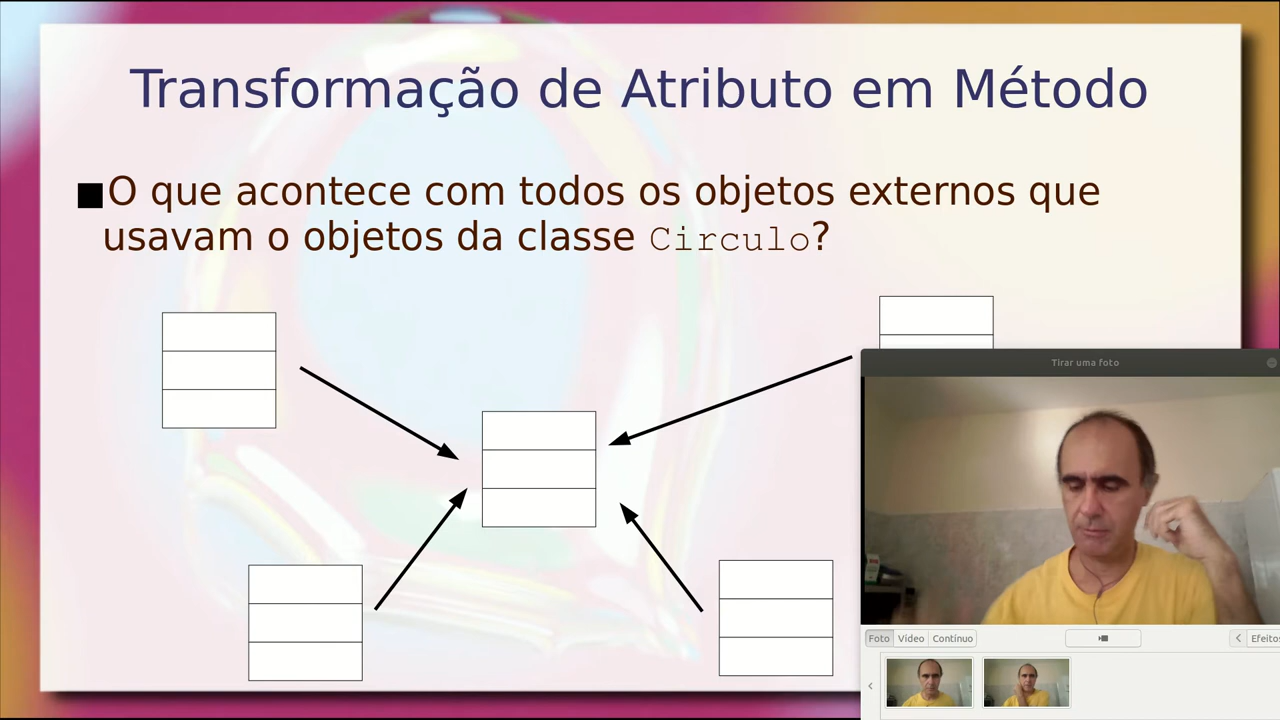 Transformação de Atributo em Método
O que acontece com todos os objetos externos que
usavam o objetos da classe Circulo?
Tirar uma foto
Foto Vídeo Contínuo Efeitos